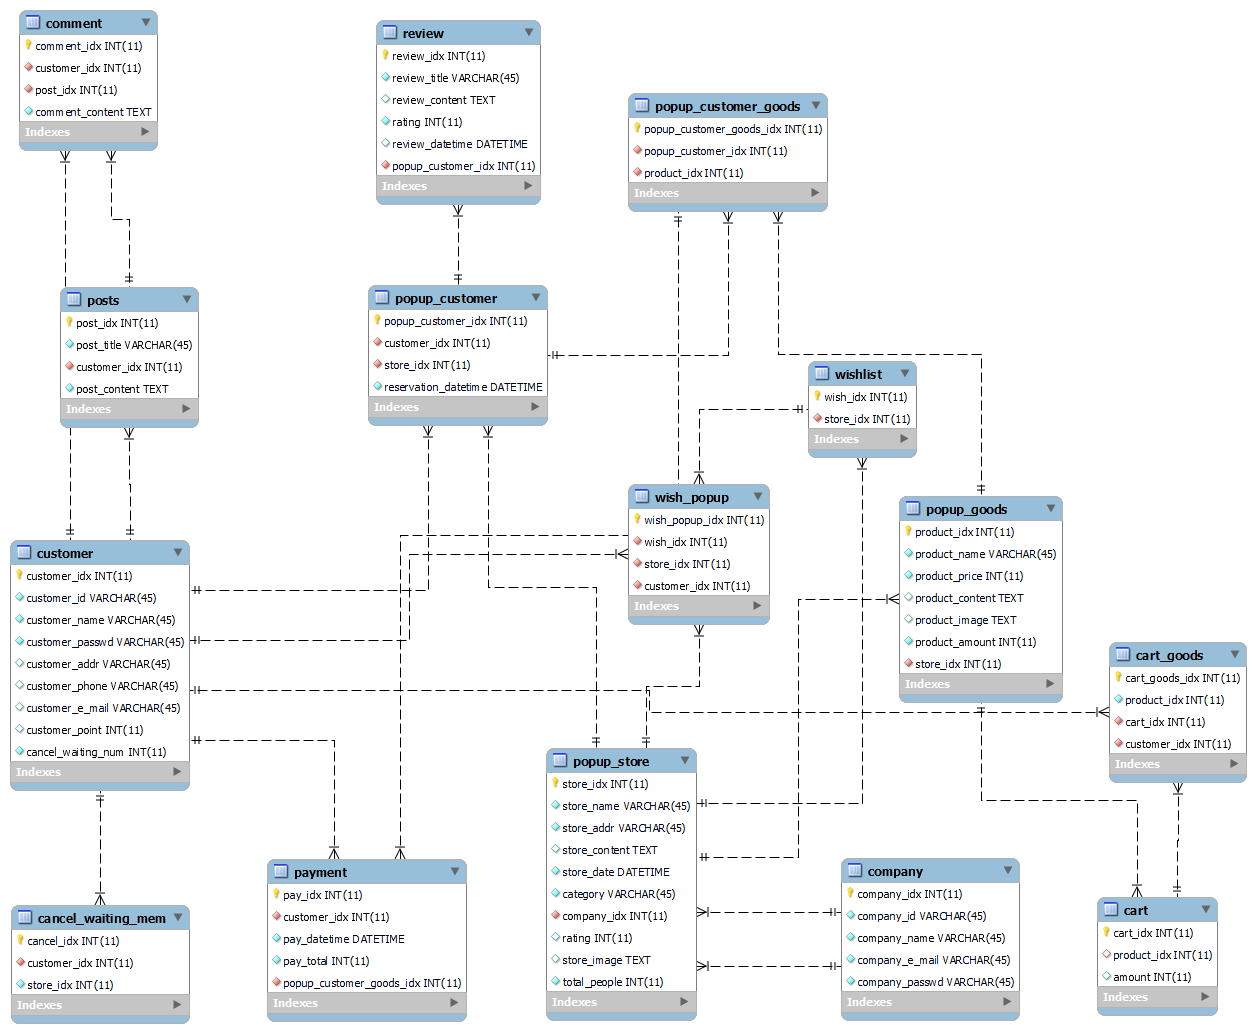 comment
comment_idx INT(11)
customer_idx INT(11)
post_idx INT(11)
comment_content TEXT
Indexes
review
review_idx INT(11)
review_title VARCHAR(45)
review_content TEXT
rating INT(11)
review_datetime DATETIME
popup_customer_idx INT(11)
Indexes
popup_customer_goods
popup_customer_goods_idx INT(11)
popup_customer_idx INT(11)
product_idx INT(11)
Indexes
posts
post_idx INT(11)
post_title VARCHAR(45)
customer_idx INT(11)
post_content TEXT
Indexes
popup_customer
popup_customer_idx INT(11)
customer_idx INT(11)
store_idx INT(11)
reservation_datetime DATETIME
Indexes
wishlist
wish_idx INT(11)
store_idx INT(11)
Indexes
wish_popup
wish_popup_idx INT(11)
wish_idx INT(11)
store_idx INT(11)
customer_idx INT(11)
Indexes
popup_goods
product_idx INT(11)
product_name VARCHAR(45)
product_price INT(11)
product_content TEXT
product_image TEXT
product_amount INT(11)
store_idx INT(11)
Indexes
customer
customer_idx INT(11)
customer_id VARCHAR(45)
customer_name VARCHAR(45)
customer_passwd VARCHAR(45)
customer_addr VARCHAR(45)
customer_phone VARCHAR(45)
customer_e_mail VARCHAR(45)
customer_point INT(11)
cancel_waiting_num INT(11)
Indexes
cart_goods
cart_goods_idx INT(11)
product_idx INT(11)
cart_idx INT(11)
customer_idx INT(11)
Indexes
popup_store
store_idx INT(11)
store_name VARCHAR(45)
store_addr VARCHAR(45)
store_content TEXT
store_date DATETIME
category VARCHAR(45)
company_idx INT(11)
rating INT(11)
store_image TEXT
total_people INT(11)
Indexes
payment
pay_idx INT(11)
customer_idx INT(11)
pay_datetime DATETIME
pay_total INT(11)
popup_customer_goods_idx INT(11)
Indexes
company
company_idx INT(11)
company_id VARCHAR(45)
company_name VARCHAR(45)
company_e_mail VARCHAR(45)
company_passwd VARCHAR(45)
Indexes
cancel_waiting_mem
cancel_idx INT(11)
customer_idx INT(11)
store_idx INT(11)
Indexes
cart
cart_idx INT(11)
product_idx INT(11)
amount INT(11)
Indexes